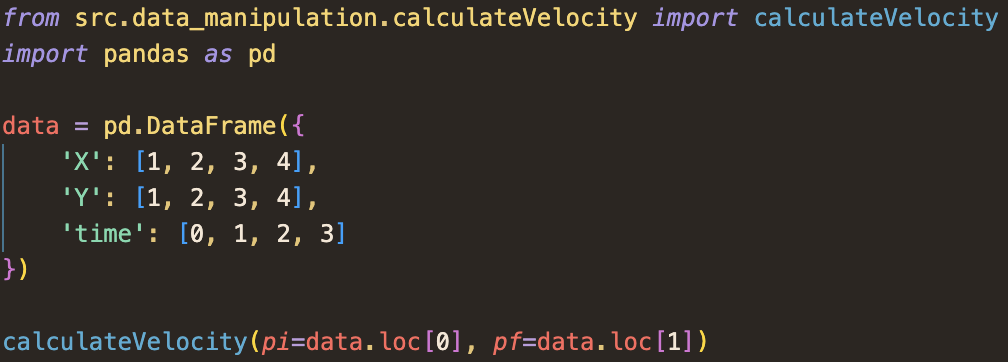 from src.data_manipulation.calculateVelocity import calculateVelocity
import pandas as pd
data = pd.DataFrame({
    'X': [1, 2, 3, 4],
    'Y': [1, 2, 3, 4],
    'time': [0, 1, 2, 3]
})
calculateVelocity(pi=data.loc[0], pf=data.loc[1])